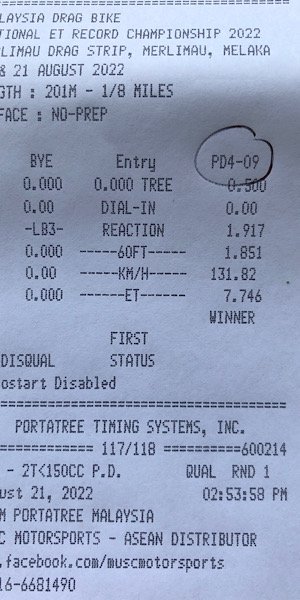 ALAYSIA DRAG BIKE
TIONAL ET RECORD CHAMPIONSHIP 2022
LIMAU DRAG STRIP, MERLIMAU, MELAKA
& 21 AUGUST 2022
GTH : 201M - 1/8 MILES
FACE : NO-PREP
BYE Entry PD4-09
0.000 0.000 TREE 0.500
0.00 DIAL-IN 0.00
-LB3- REACTION 1.917
0.000 -----60FT----- 1.851
0.00 -----KM/H----- 131.82
0.000 ------ET------ 7.746
WINNER
FIRST
DISQUAL STATUS
ostart Disabled
PORTATREE TIMING SYSTEMS, INC.
=========== 117/118 ==========600214
- 2T<150CC P.D. QUAL RND 1
ust 21, 2022 02:53:58 PM
M PORTATREE MALAYSIA
C MOTORSPORTS - ASEAN DISTRIBUTOR
.facebook.com/muscmotorsports
16-6681490